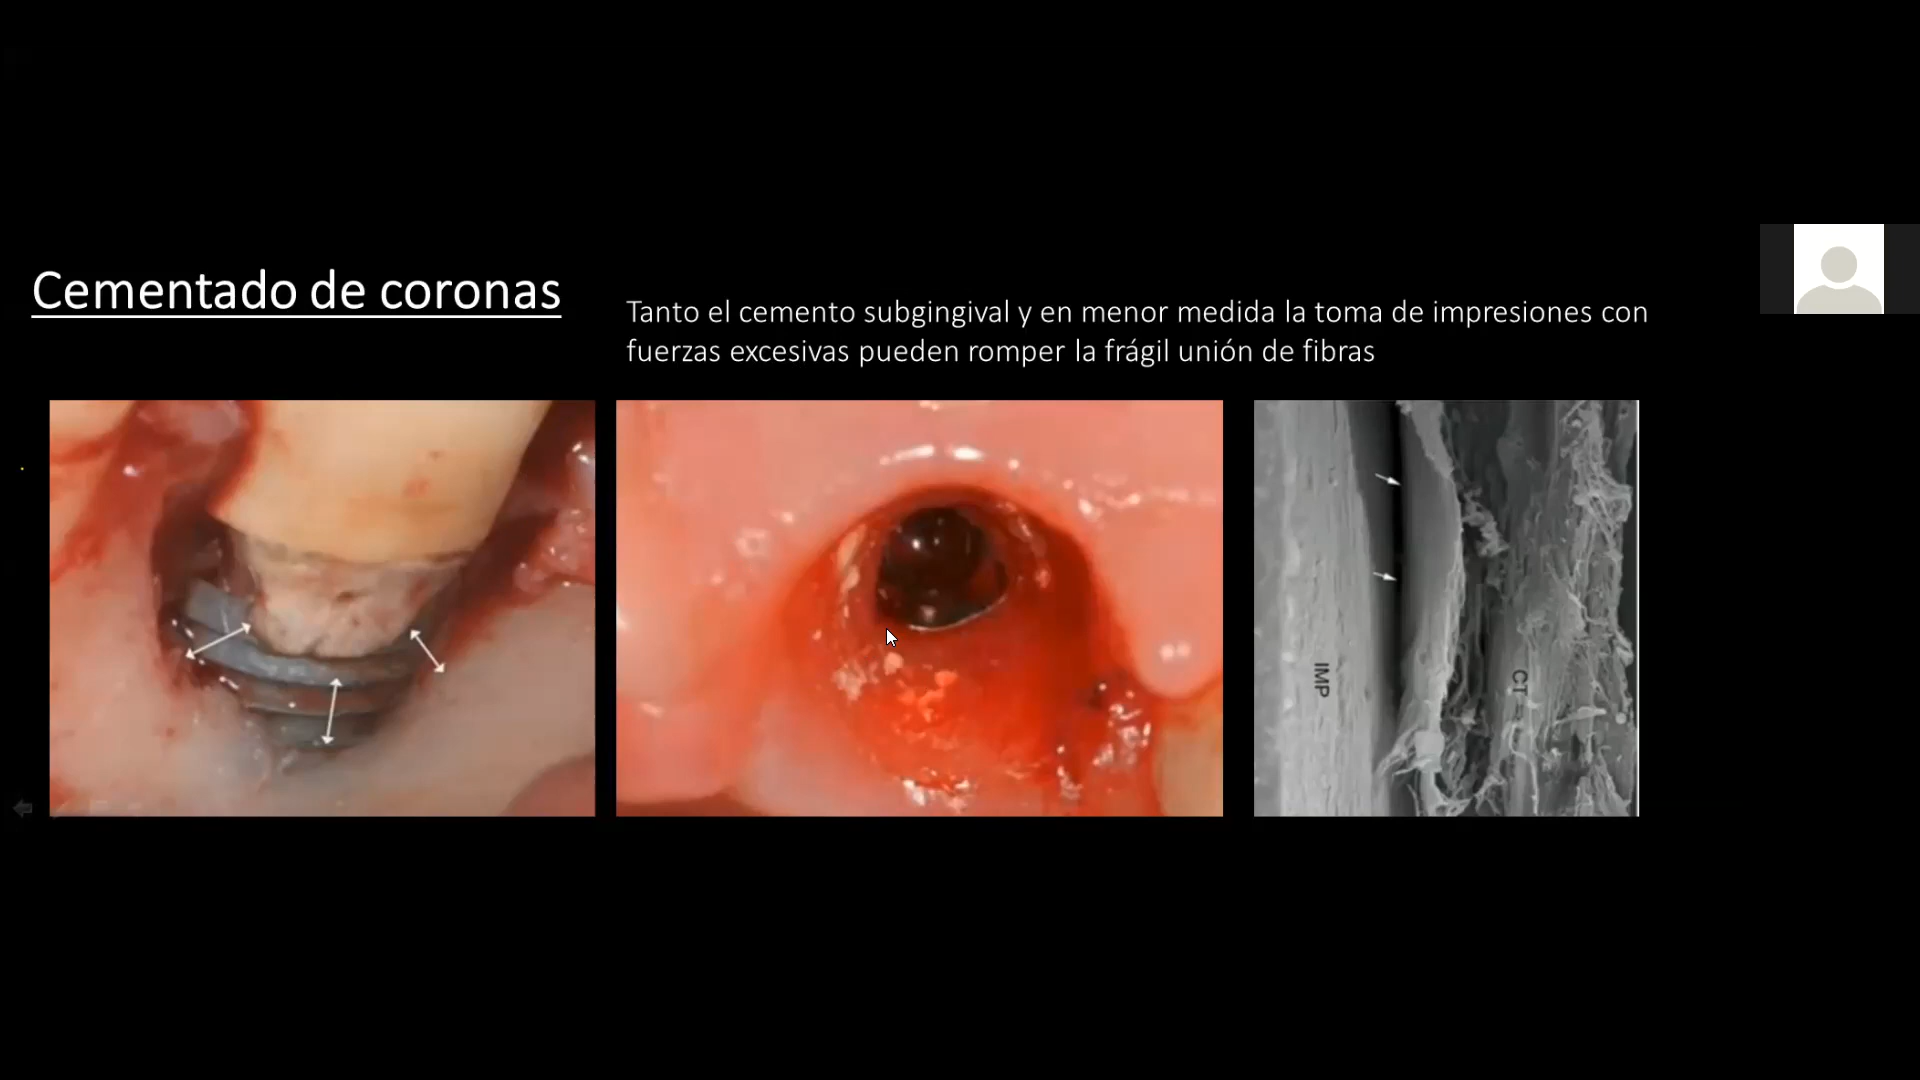 Cementado de coronas
Tanto el cemento subgingival y en menor medida la toma de impresiones con
fuerzas excesivas pueden romper la frágil unión de fibras
IMP
CT